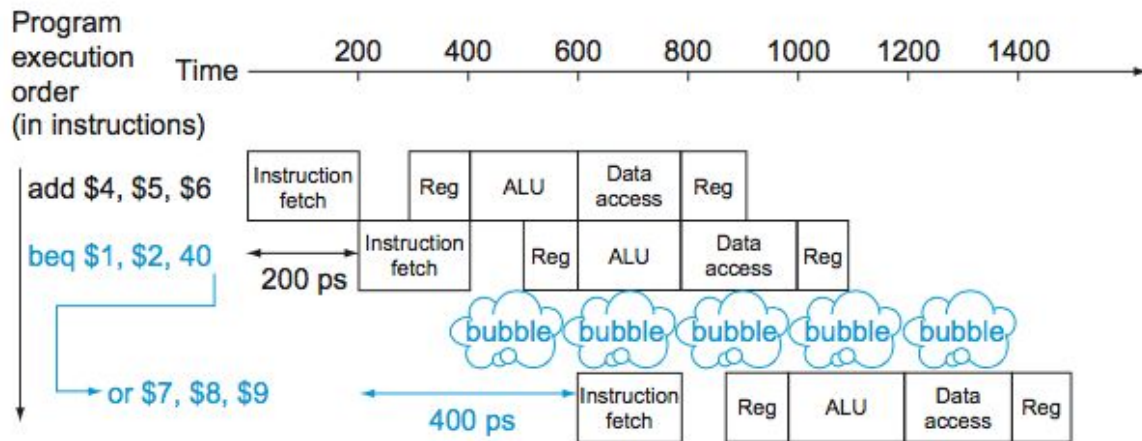 Program
execution
order
(in instructions)
Time
200 400 600 800 1000 1200 1400
add $4, $5, $6
Instruction
fetch
Reg
ALU
Data
access
Reg
beq $1, $2, 40
200 ps
Instruction
fetch
Reg
ALU
Data
access
Reg
bubble bubble bubble bubble bubble
or $7, $8, $9
400 ps
Instruction
fetch
Reg
ALU
Data
access
Reg